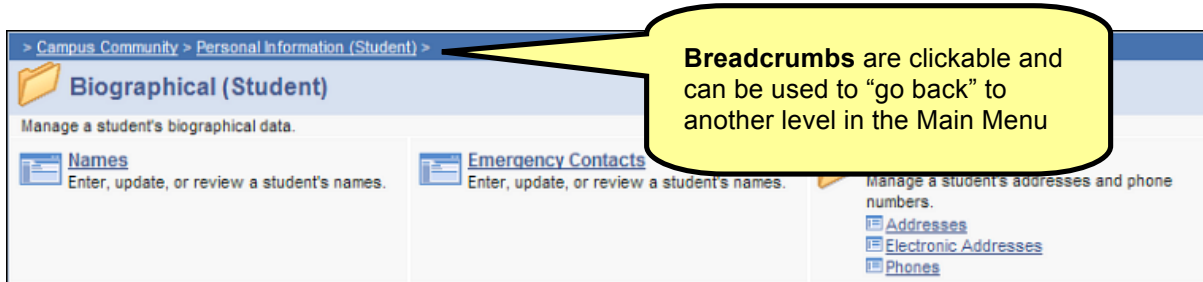 > Campus Community > Personal Information (Student) >
Breadcrumbs are clickable and
can be used to “go back” to
another level in the Main Menu
Biographical (Student)
Manage a student's biographical data.
Names
Enter, update, or review a student's names.
Emergency Contacts
Enter, update, or review a student's names.
Manage a student's addresses and phone
numbers.
Addresses
Electronic Addresses
Phones